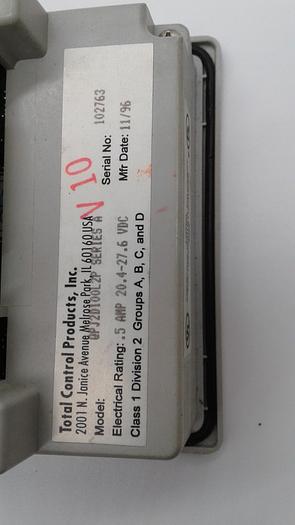 Total Control Products, Inc.
2001 N. Janice Avenue Melrose Park, IL 60160 USA
Model: QPJ2D100L2P SERIES A
N 10
Serial No: 102763
Electrical Rating: .5 AMP 20.4-27.6 VDC
Mfr Date: 11/96
Class 1 Division 2 Groups A, B, C, and D